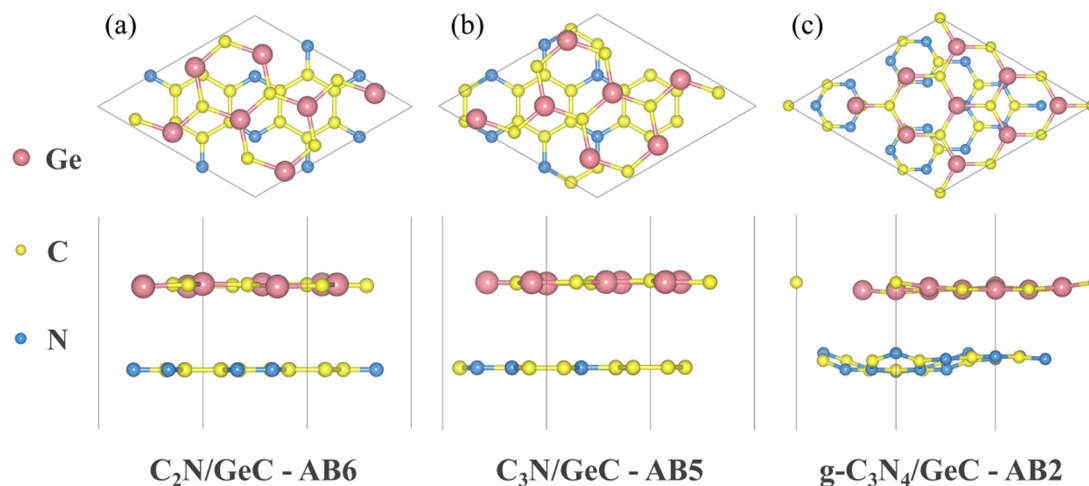 (a)
(b)
(c)
Ge
C
N
C₂N/GeC - AB6
C₃N/GeC - AB5
g-C₃N₄/GeC - AB2